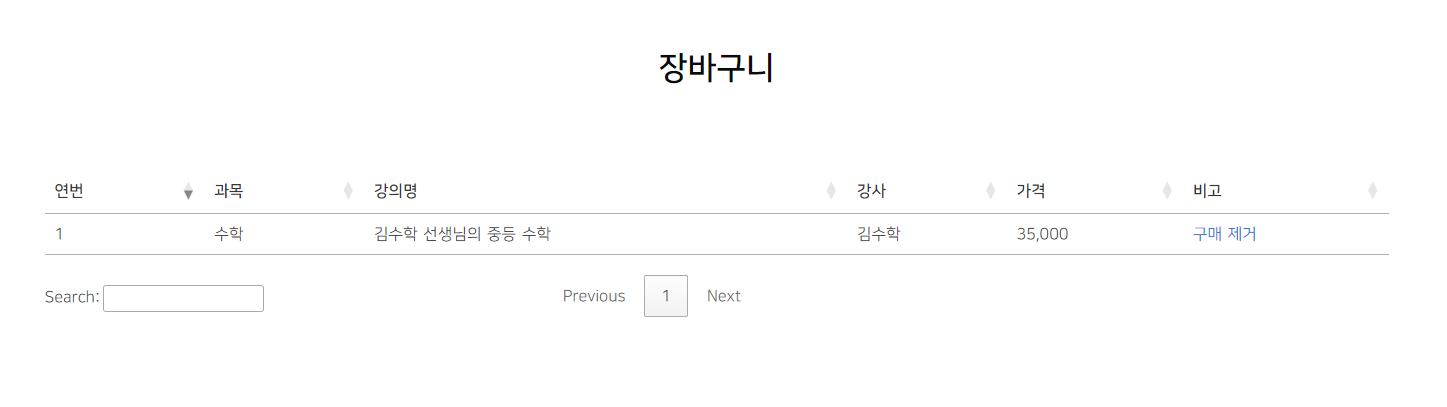 장바구니
연번 과목 강의명 강사 가격 비고
1 수학 김수학 선생님의 중등 수학 김수학 35,000 구매 제거
Search: Previous 1 Next